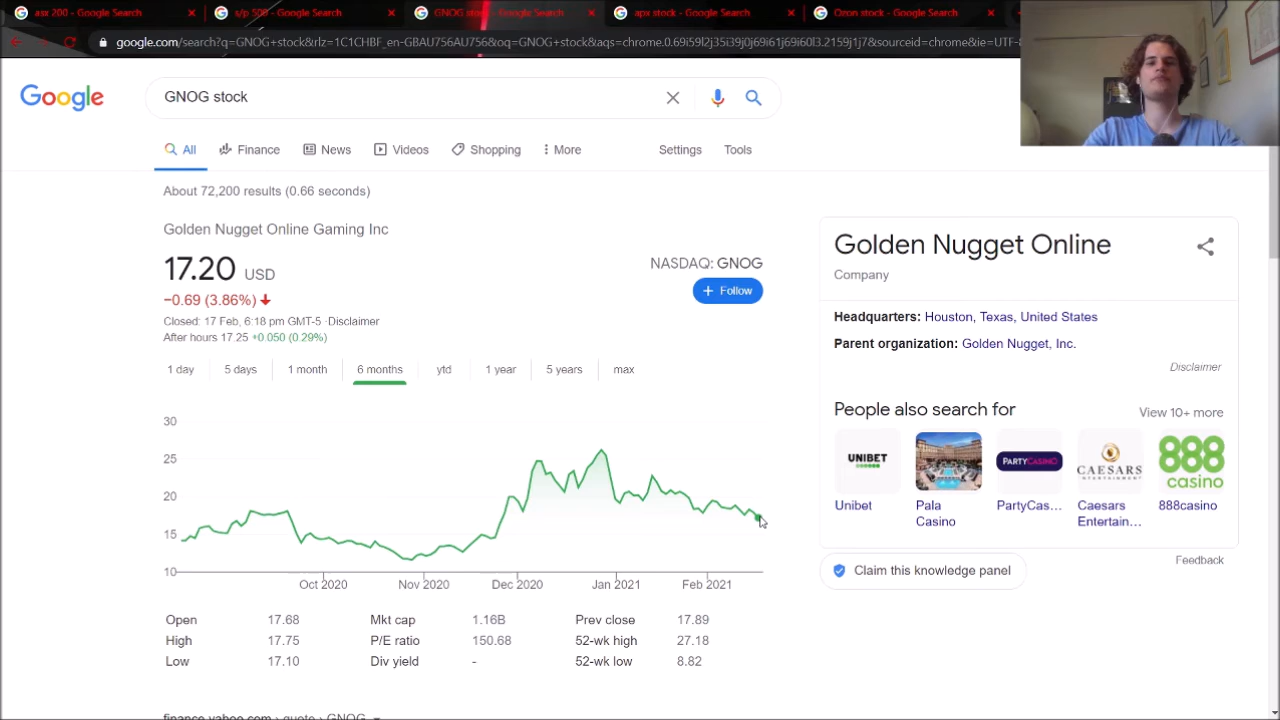 asx 200 - Google Search
s/p 500 - Google Search
GNOG stock - Google Search
apx stock - Google Search
Ozon stock - Google Search
google.com/search?q=GNOG+stock&rlz=1C1CHBF_en-GBAU756AU756&oq=GNOG+stock&aqs=chrome.0.69i59l2j35i39j0j69i61j69i60l3.2159j1j7&sourceid=chrome&ie=UTF-8
Google
GNOG stock
All Finance News Videos Shopping More Settings Tools
About 72,200 results (0.66 seconds)
Golden Nugget Online Gaming Inc
17.20 USD
NASDAQ: GNOG
−0.69 (3.86%)
+ Follow
Closed: 17 Feb, 6:18 pm GMT-5 ·Disclaimer
After hours 17.25 +0.050 (0.29%)
1 day 5 days 1 month 6 months ytd 1 year 5 years max
30
25
20
15
10
Oct 2020 Nov 2020 Dec 2020 Jan 2021 Feb 2021
Open 17.68 Mkt cap 1.16B Prev close 17.89
High 17.75 P/E ratio 150.68 52-wk high 27.18
Low 17.10 Div yield - 52-wk low 8.82
finance.yahoo.com › quote › GNOG
Golden Nugget Online
Company
Headquarters: Houston, Texas, United States
Parent organization: Golden Nugget, Inc.
Disclaimer
People also search for
View 10+ more
UNIBET
PARTYCASINO
CAESARS
ENTERTAINMENT
888
casino
Unibet
Pala Casino
PartyCas...
Caesars Entertain...
888casino
Feedback
Claim this knowledge panel